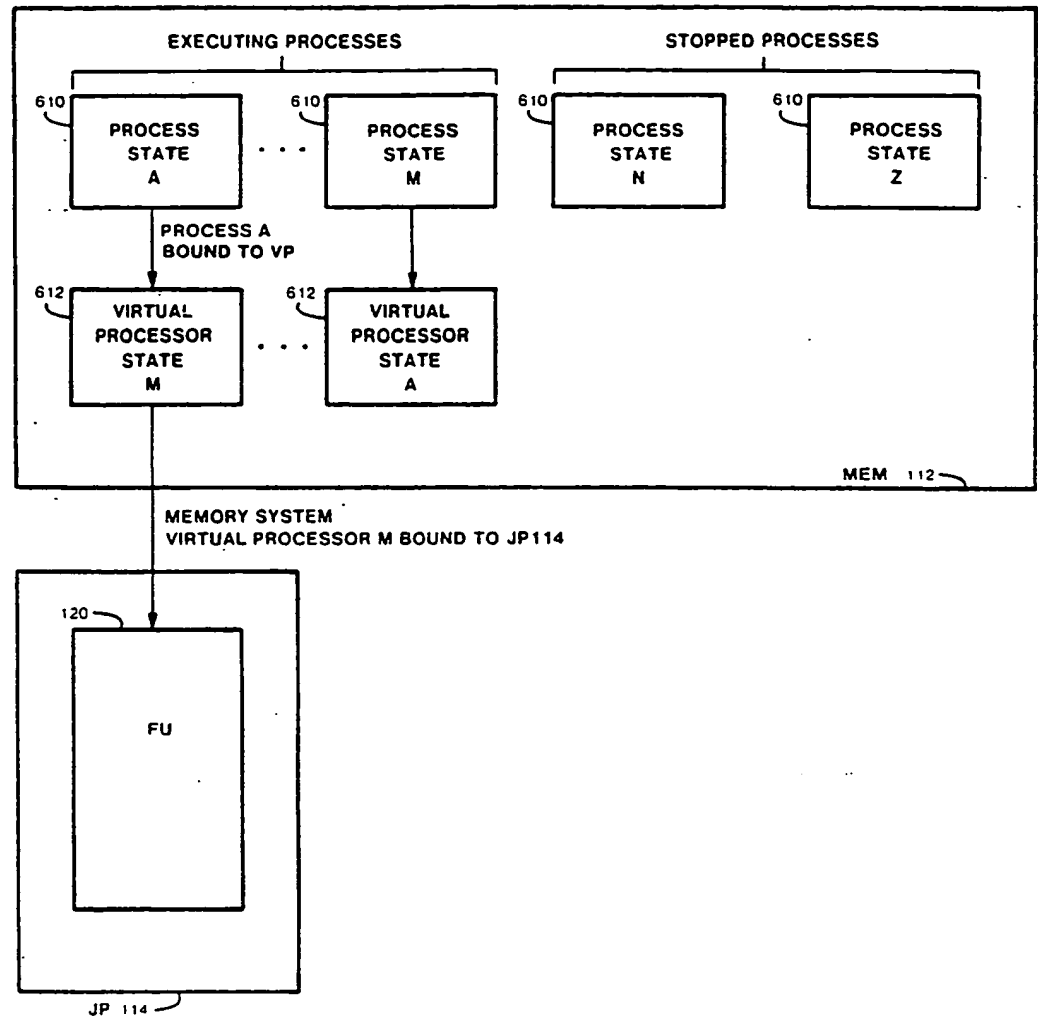 EXECUTING PROCESSES
STOPPED PROCESSES
610
PROCESS
STATE
A
. . .
610
PROCESS
STATE
M
610
PROCESS
STATE
N
610
PROCESS
STATE
Z
PROCESS A
BOUND TO VP
612
VIRTUAL
PROCESSOR
STATE
M
. . .
612
VIRTUAL
PROCESSOR
STATE
A
MEM 112
MEMORY SYSTEM
VIRTUAL PROCESSOR M BOUND TO JP114
120
FU
JP 114